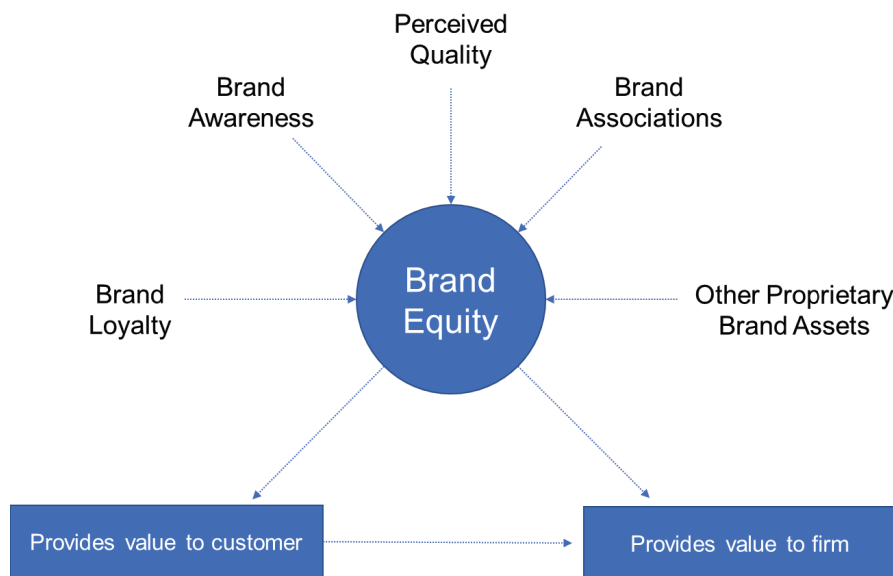 Perceived
Quality
Brand
Awareness
Brand
Associations
Brand
Loyalty
Brand
Equity
Other Proprietary
Brand Assets
Provides value to customer
Provides value to firm